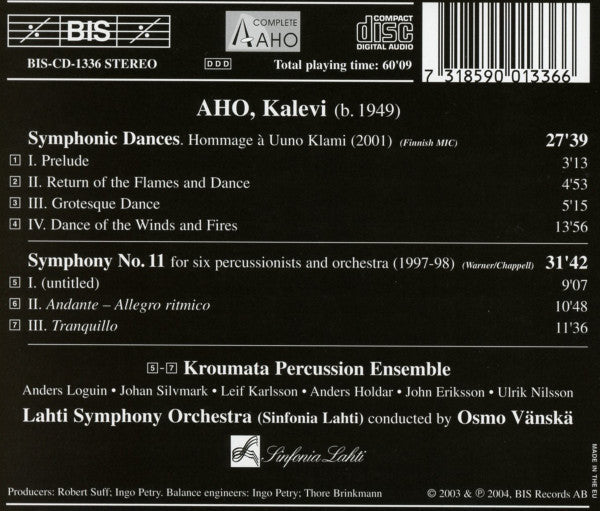 BIS
COMPLETE
AHO
COMPACT
disc
DIGITAL AUDIO
BIS-CD-1336 STEREO
DDD
Total playing time: 60'09
7 318590 013366
AHO, Kalevi (b. 1949)
Symphonic Dances. Hommage à Uuno Klami (2001) (Finnish MIC) 27'39
1 I. Prelude 3'13
2 II. Return of the Flames and Dance 4'53
3 III. Grotesque Dance 5'15
4 IV. Dance of the Winds and Fires 13'56
Symphony No. 11 for six percussionists and orchestra (1997-98) (Warner/Chappell) 31'42
5 I. (untitled) 9'07
6 II. Andante – Allegro ritmico 10'48
7 III. Tranquillo 11'36
5-7 Kroumata Percussion Ensemble
Anders Loguin • Johan Silvmark • Leif Karlsson • Anders Holdar • John Eriksson • Ulrik Nilsson
Lahti Symphony Orchestra (Sinfonia Lahti) conducted by Osmo Vänskä
Sinfonia Lahti
MADE IN THE EU
Producers: Robert Suff; Ingo Petry. Balance engineers: Ingo Petry; Thore Brinkmann
© 2003 & ℗ 2004, BIS Records AB